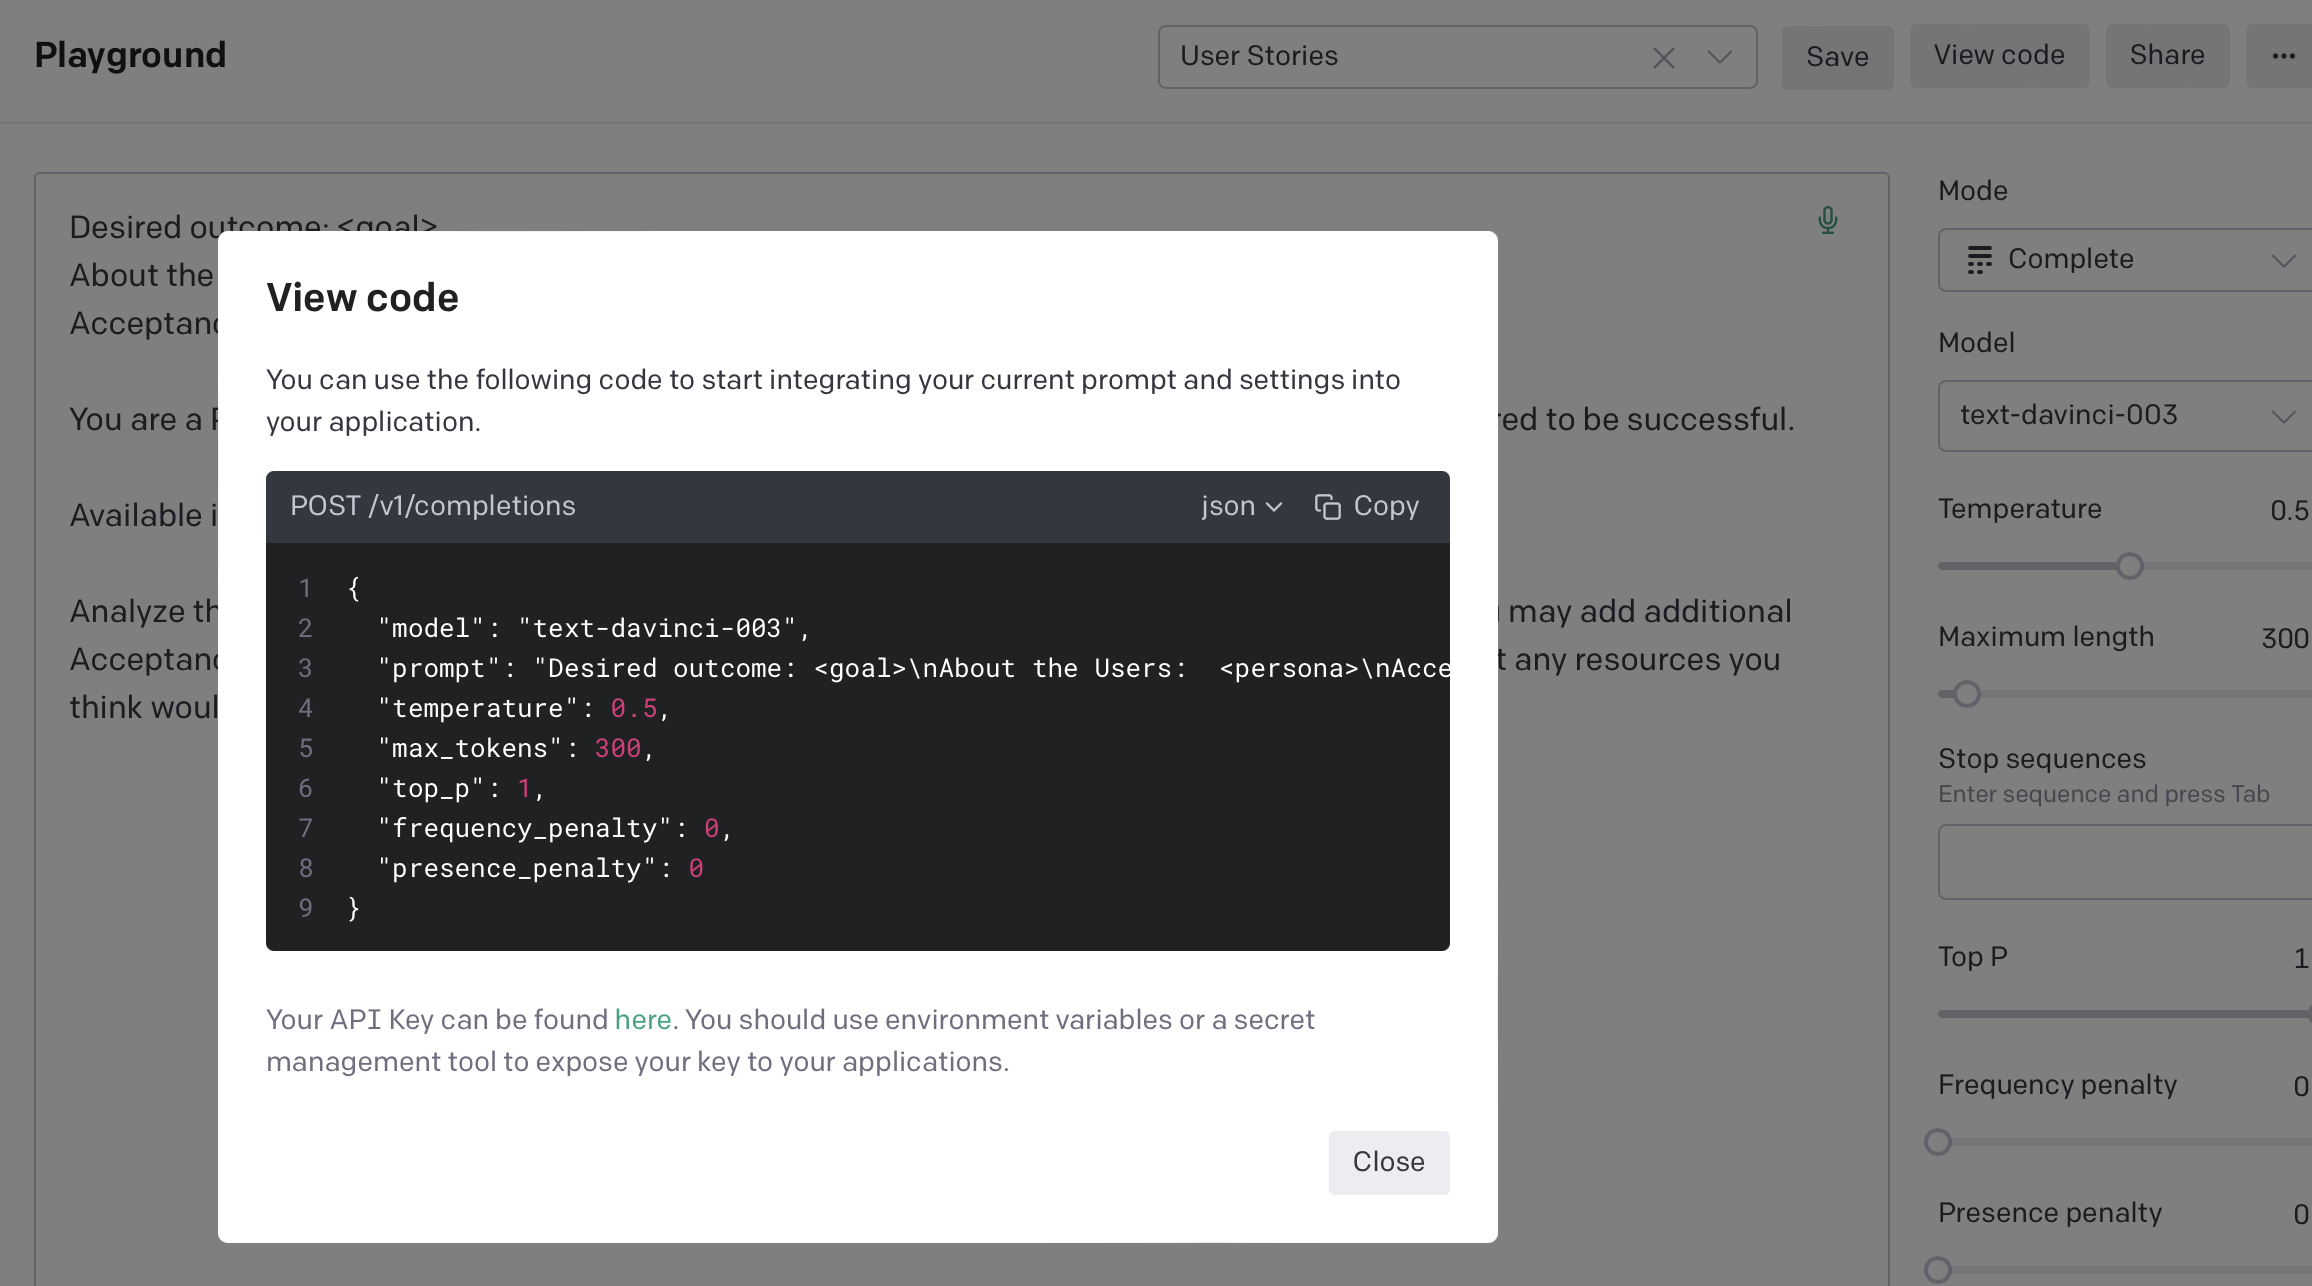 Playground
User Stories
Save
View code
Share
Desired outcome: <goal>
About the
Acceptanc
You are a
red to be successful.
Available i
Analyze th
may add additional
Acceptanc
t any resources you
think woul
View code
You can use the following code to start integrating your current prompt and settings into
your application.
POST /v1/completions
json
Copy
1 {
2 "model": "text-davinci-003",
3 "prompt": "Desired outcome: <goal>\nAbout the Users:  <persona>\nAcce
4 "temperature": 0.5,
5 "max_tokens": 300,
6 "top_p": 1,
7 "frequency_penalty": 0,
8 "presence_penalty": 0
9 }
Your API Key can be found here. You should use environment variables or a secret
management tool to expose your key to your applications.
Close
Mode
Complete
Model
text-davinci-003
Temperature 0.5
Maximum length 300
Stop sequences
Enter sequence and press Tab
Top P 1
Frequency penalty 0
Presence penalty 0